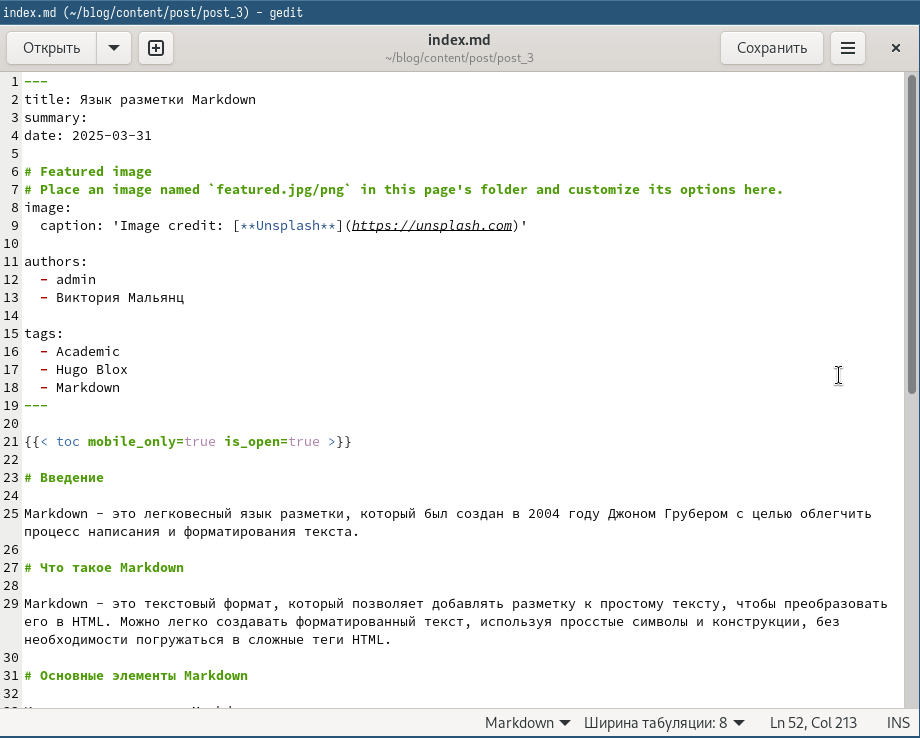 index.md (~/blog/content/post/post_3) - gedit
Открыть
index.md
~/blog/content/post/post_3
Сохранить
1 ---
2 title: Язык разметки Markdown
3 summary:
4 date: 2025-03-31
5
6 # Featured image
7 # Place an image named `featured.jpg/png` in this page's folder and customize its options here.
8 image:
9   caption: 'Image credit: [**Unsplash**](https://unsplash.com)'
10
11 authors:
12   - admin
13   - Виктория Мальянц
14
15 tags:
16   - Academic
17   - Hugo Blox
18   - Markdown
19 ---
20
21 {{< toc mobile_only=true is_open=true >}}
22
23 # Введение
24
25 Markdown - это легковесный язык разметки, который был создан в 2004 году Джоном Грубером с целью облегчить
процесс написания и форматирования текста.
26
27 # Что такое Markdown
28
29 Markdown - это текстовый формат, который позволяет добавлять разметку к простому тексту, чтобы преобразовать
его в HTML. Можно легко создавать форматированный текст, используя просстые символы и конструкции, без
необходимости погружаться в сложные теги HTML.
30
31 # Основные элементы Markdown
32
Markdown
Ширина табуляции: 8
Ln 52, Col 213
INS